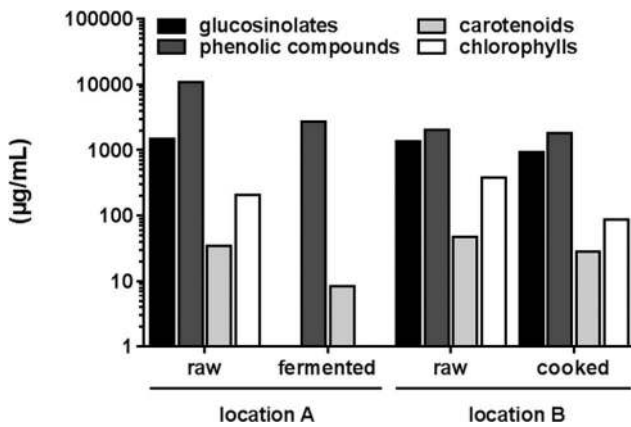 glucosinolates carotenoids
phenolic compounds chlorophylls
100000
10000
1000
100
10
1
(µg/mL)
raw fermented raw cooked
location A location B